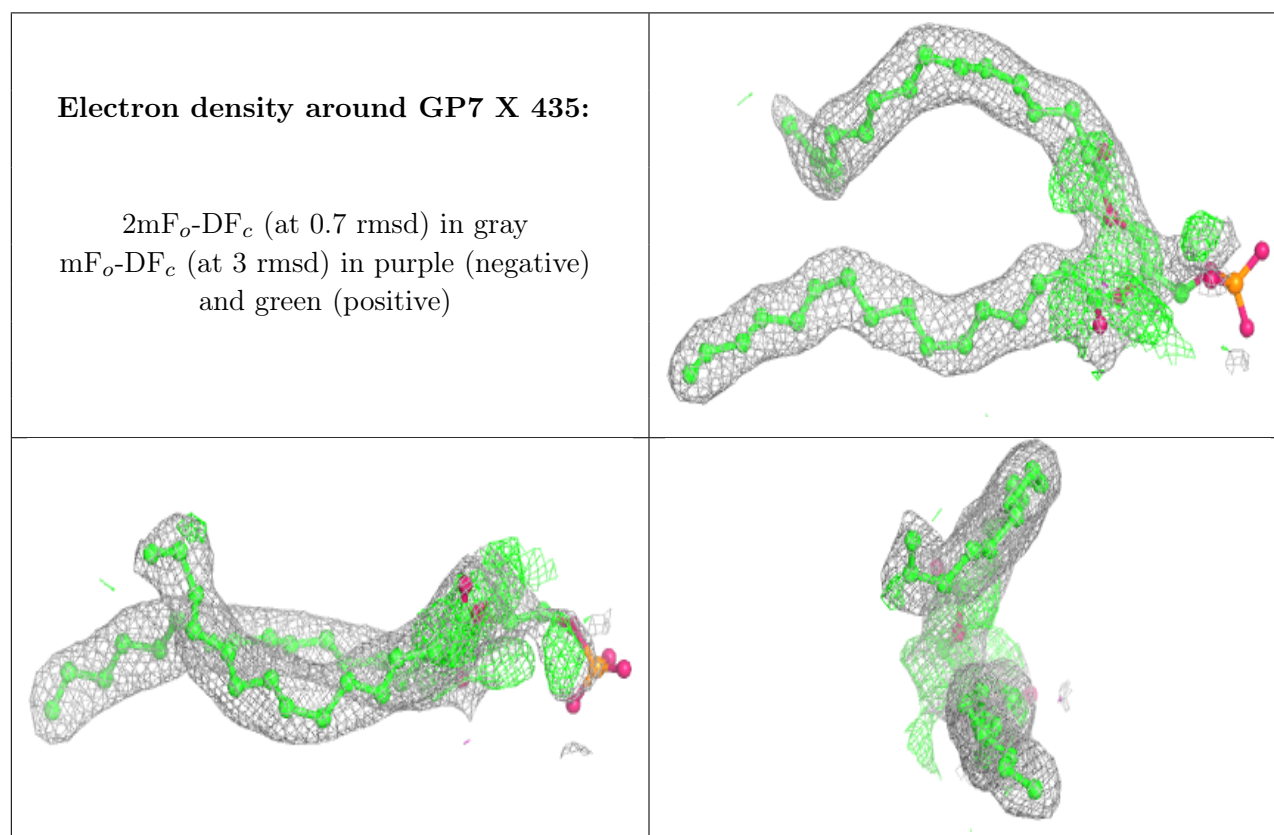 Electron density around GP7 X 435:
2mFo-DFc (at 0.7 rmsd) in gray
mFo-DFc (at 3 rmsd) in purple (negative)
and green (positive)